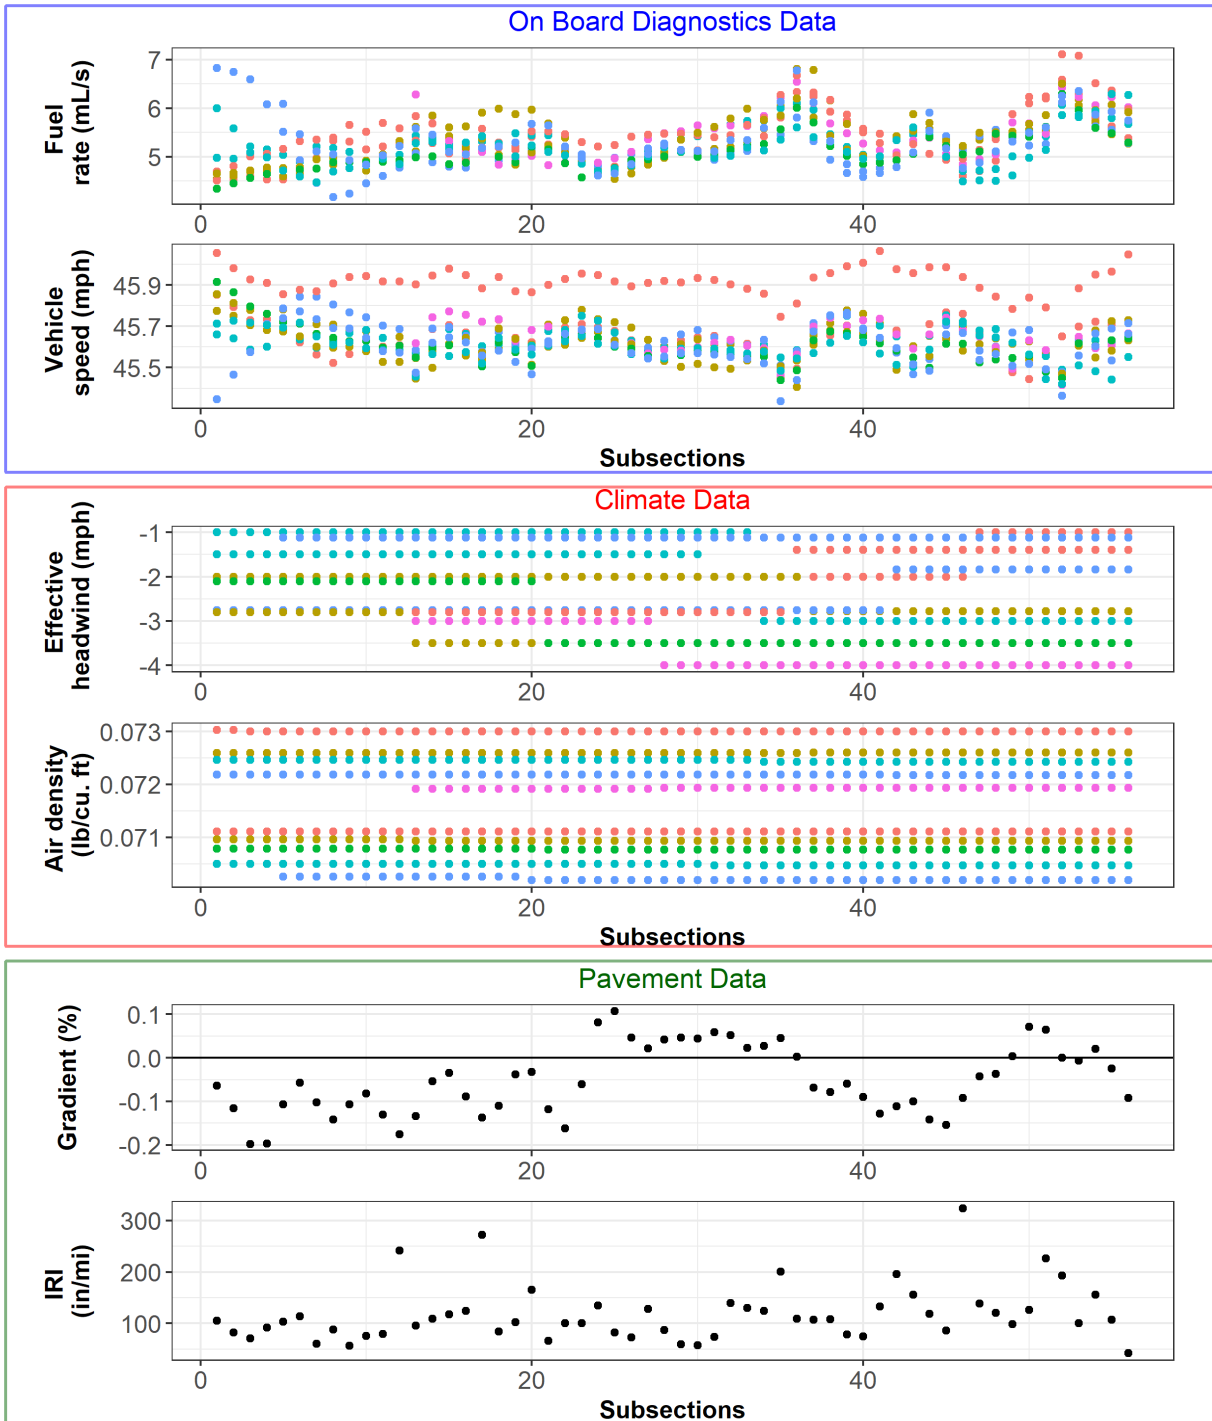 On Board Diagnostics Data
Fuel
rate (mL/s)
7
6
5
0 20 40
Vehicle
speed (mph)
45.9
45.7
45.5
0 20 40
Subsections
Climate Data
Effective
headwind (mph)
-1
-2
-3
-4
0 20 40
Air density
(lb/cu. ft)
0.073
0.072
0.071
0 20 40
Subsections
Pavement Data
Gradient (%)
0.1
0.0
-0.1
-0.2
0 20 40
IRI
(in/mi)
300
200
100
0 20 40
Subsections